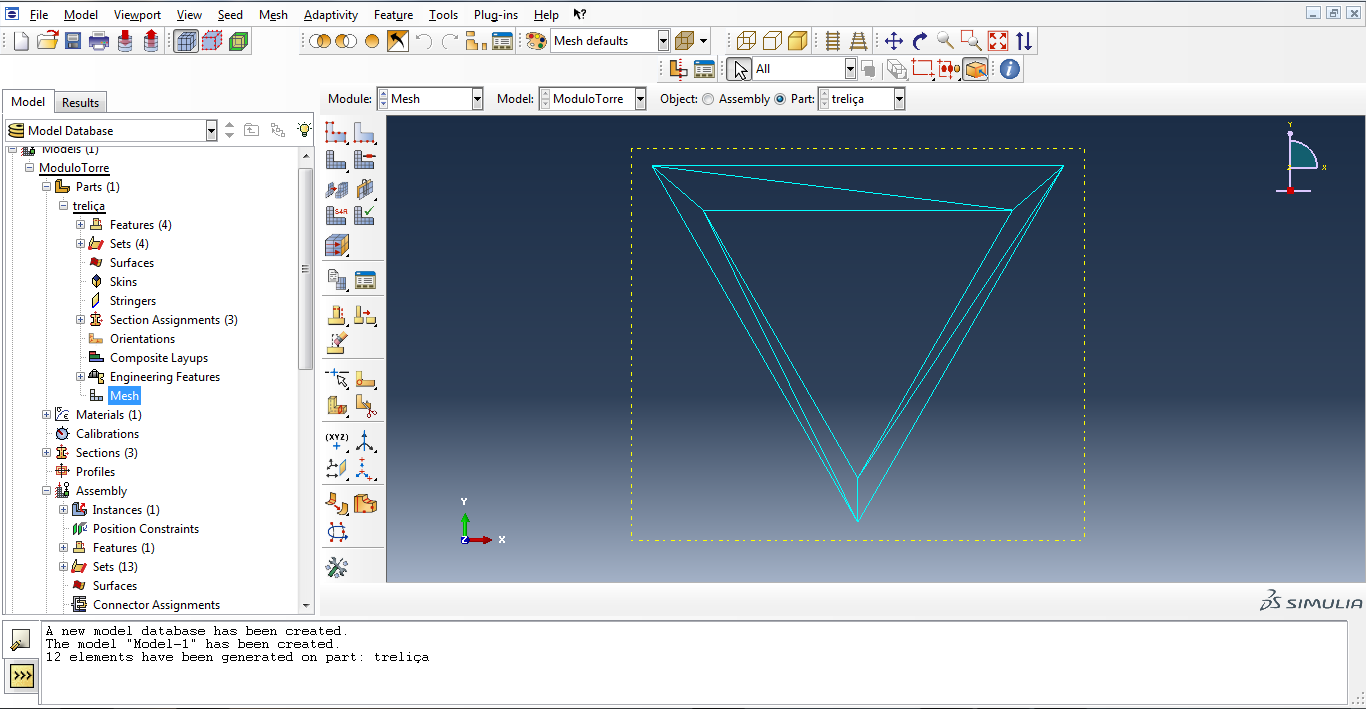 File Model Viewport View Seed Mesh Adaptivity Feature Tools Plug-ins Help ?
Mesh defaults
All
Model Results
Module: Mesh Model: ModuloTorre Object: Assembly Part: treliça
Model Database
Models (1)
ModuloTorre
Parts (1)
treliça
Features (4)
Sets (4)
Surfaces
Skins
Stringers
Section Assignments (3)
Orientations
Composite Layups
Engineering Features
Mesh
Materials (1)
Calibrations
Sections (3)
Profiles
Assembly
Instances (1)
Position Constraints
Features (1)
Sets (13)
Surfaces
Connector Assignments
S4R
(XYZ)
Y
X
Y
X
Z
SIMULIA
A new model database has been created.
The model "Model-1" has been created.
12 elements have been generated on part: treliça
>>>